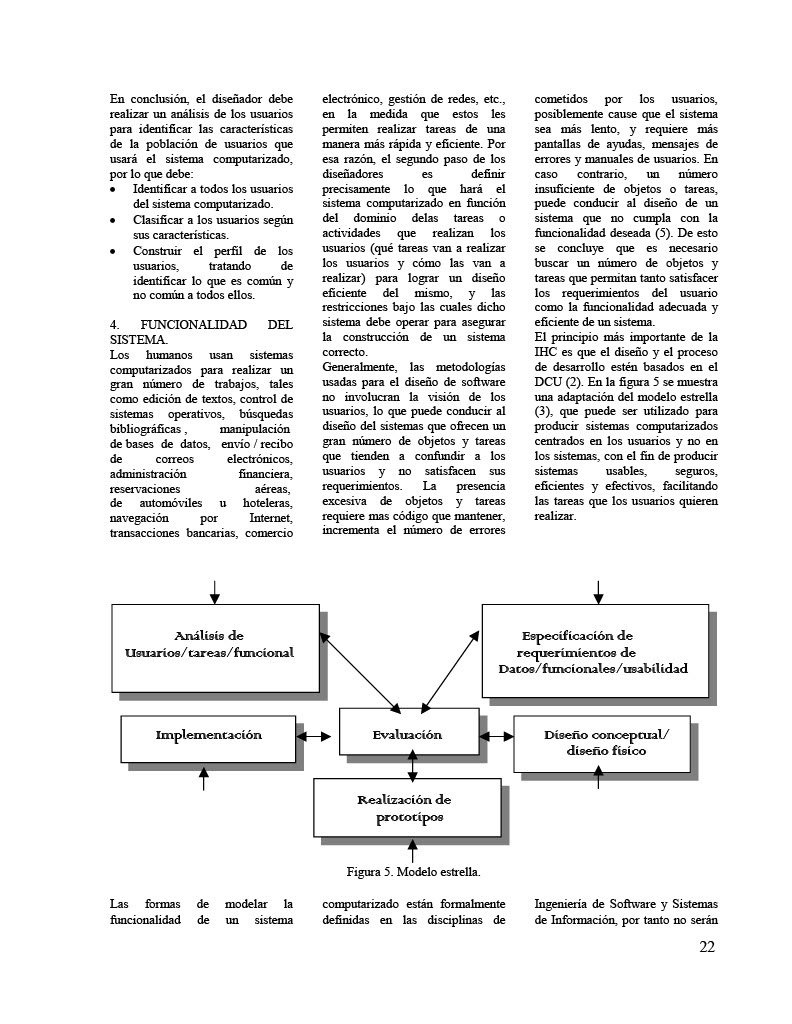 En conclusión, el diseñador debe
realizar un análisis de los usuarios
para identificar las características
de la población de usuarios que
usará el sistema computarizado,
por lo que debe:
• Identificar a todos los usuarios
del sistema computarizado.
• Clasificar a los usuarios según
sus características.
• Construir el perfil de los
usuarios, tratando de
identificar lo que es común y
no común a todos ellos.
4. FUNCIONALIDAD DEL
SISTEMA.
Los humanos usan sistemas
computarizados para realizar un
gran número de trabajos, tales
como edición de textos, control de
sistemas operativos, búsquedas
bibliográficas , manipulación
de bases de datos, envío / recibo
de correos electrónicos,
administración financiera,
reservaciones aéreas,
de automóviles u hoteleras,
navegación por Internet,
transacciones bancarias, comercio
electrónico, gestión de redes, etc.,
en la medida que estos les
permiten realizar tareas de una
manera más rápida y eficiente. Por
esa razón, el segundo paso de los
diseñadores es definir
precisamente lo que hará el
sistema computarizado en función
del dominio delas tareas o
actividades que realizan los
usuarios (qué tareas van a realizar
los usuarios y cómo las van a
realizar) para lograr un diseño
eficiente del mismo, y las
restricciones bajo las cuales dicho
sistema debe operar para asegurar
la construcción de un sistema
correcto.
Generalmente, las metodologías
usadas para el diseño de software
no involucran la visión de los
usuarios, lo que puede conducir al
diseño del sistemas que ofrecen un
gran número de objetos y tareas
que tienden a confundir a los
usuarios y no satisfacen sus
requerimientos. La presencia
excesiva de objetos y tareas
requiere mas código que mantener,
incrementa el número de errores
cometidos por los usuarios,
posiblemente cause que el sistema
sea más lento, y requiere más
pantallas de ayudas, mensajes de
errores y manuales de usuarios. En
caso contrario, un número
insuficiente de objetos o tareas,
puede conducir al diseño de un
sistema que no cumpla con la
funcionalidad deseada (5). De esto
se concluye que es necesario
buscar un número de objetos y
tareas que permitan tanto satisfacer
los requerimientos del usuario
como la funcionalidad adecuada y
eficiente de un sistema.
El principio más importante de la
IHC es que el diseño y el proceso
de desarrollo estén basados en el
DCU (2). En la figura 5 se muestra
una adaptación del modelo estrella
(3), que puede ser utilizado para
producir sistemas computarizados
centrados en los usuarios y no en
los sistemas, con el fin de producir
sistemas usables, seguros,
eficientes y efectivos, facilitando
las tareas que los usuarios quieren
realizar.
Análisis de
Usuarios/tareas/funcional
Especificación de
requerimientos de
Datos/funcionales/usabilidad
Implementación
Evaluación
Diseño conceptual/
diseño físico
Realización de
prototipos
Figura 5. Modelo estrella.
Las formas de modelar la
funcionalidad de un sistema
computarizado están formalmente
definidas en las disciplinas de
Ingeniería de Software y Sistemas
de Información, por tanto no serán
22